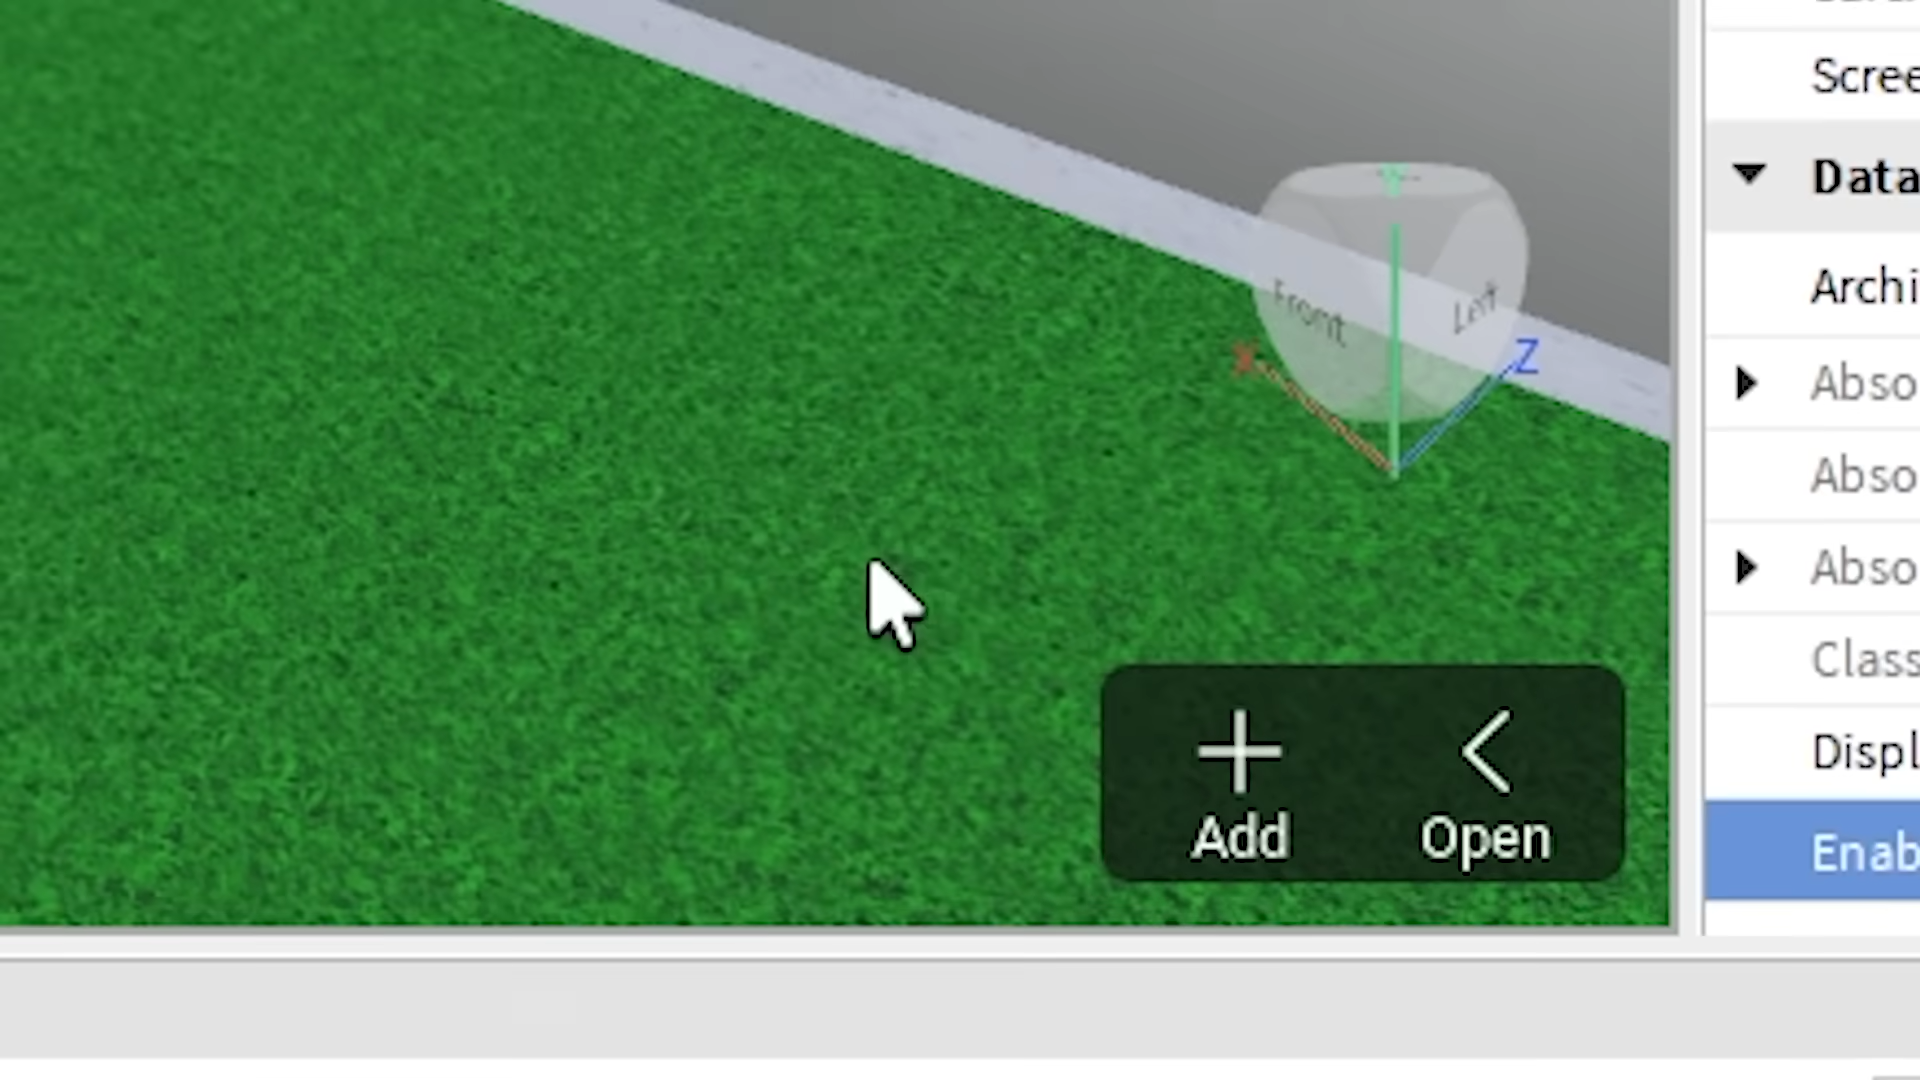 Scree
Data
Archi
Front
Left
X
Z
Abso
Abso
Abso
Class
Displ
Add
Open
Enab